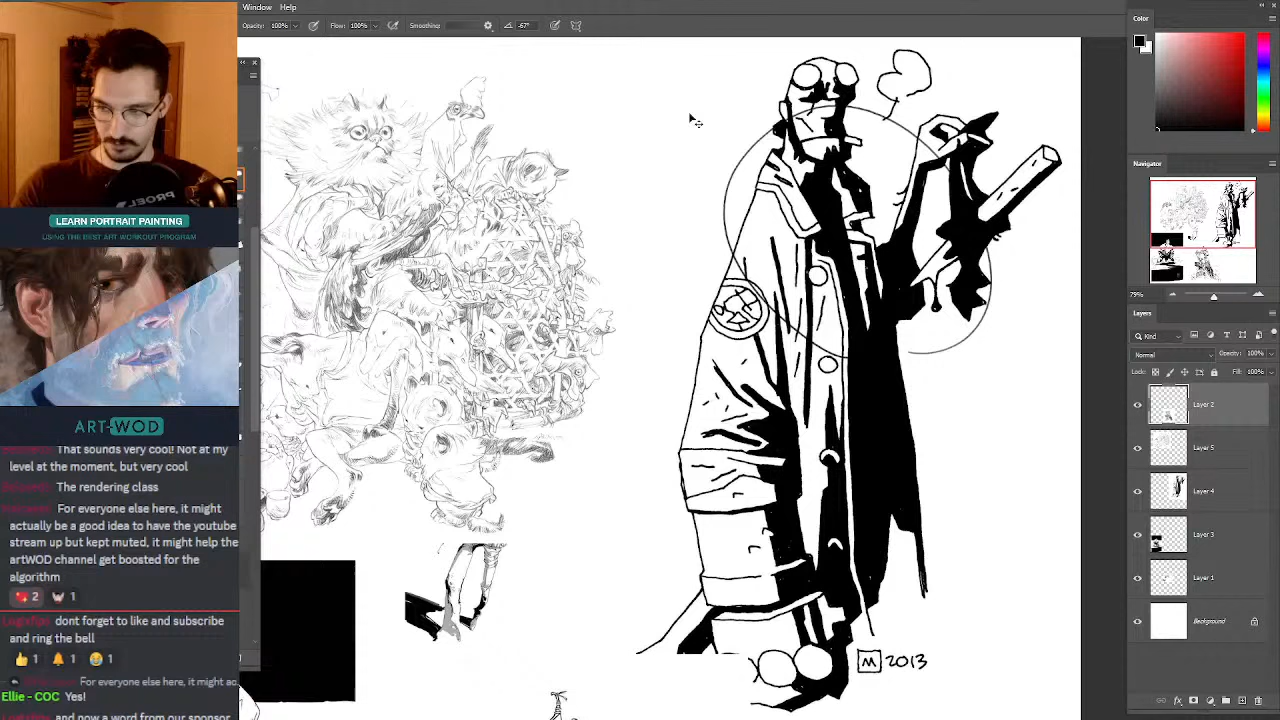 Window Help
Opacity: 100% Flow: 100% Smoothing: -67°
LEARN PORTRAIT PAINTING
USING THE BEST ART WORKOUT PROGRAM
ART-WOD
That sounds very cool! Not at my
level at the moment, but very cool
The rendering class
For everyone else here, it might
actually be a good idea to have the youtube
stream up but kept muted, it might help the
artWOD channel get boosted for the
algorithm
2 1
dont forget to like and subscribe
and ring the bell
1 1 1
For everyone else here, it might ac
Ellie - COC Yes!
and now a word from our sponsor
PROEL
M 2013
Color
Navigator
Layers
Kind
Normal Opacity: 100%
Lock: Fill: 100%
Layer 2
Layer 5
Layer 4
Layer 3
Layer 1
Background